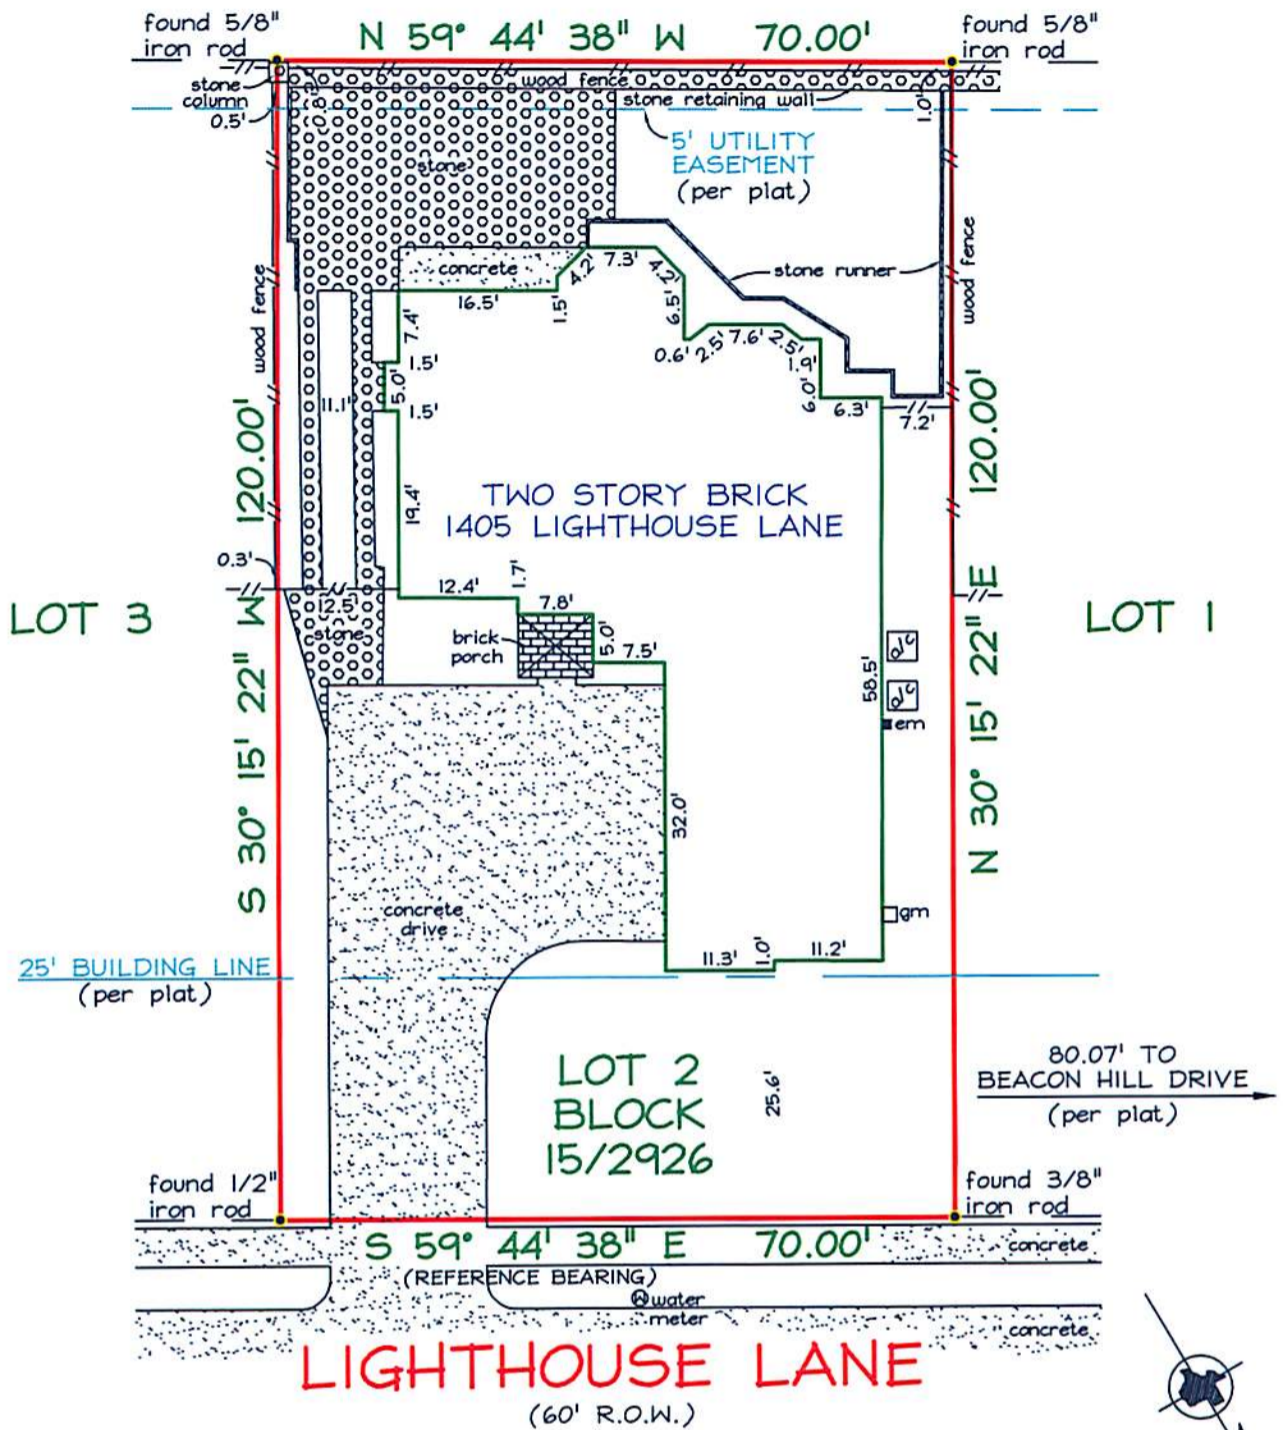 found 5/8"
iron rod
N 59° 44' 38" W 70.00'
found 5/8"
iron rod
stone
column
0.5'
0.8'
wood fence
stone retaining wall
1.0'
5' UTILITY
EASEMENT
(per plat)
stone
concrete
4.2'
7.3'
4.2'
stone runner
wood fence
wood fence
16.5'
1.5'
6.5'
7.4'
1.5'
5.0'
1.5'
0.6'
2.5'
7.6'
2.5'
1.9'
6.0'
6.3'
7.2'
11.1'
19.4'
TWO STORY BRICK
1405 LIGHTHOUSE LANE
0.3'
12.4'
1.7'
7.8'
12.5'
stone
brick
porch
5.0'
7.5'
LOT 3
LOT 1
S 30° 15' 22" W 120.00'
N 30° 15' 22" E 120.00'
a/c
a/c
58.5'
em
32.0'
concrete
drive
gm
25' BUILDING LINE
(per plat)
11.3'
1.0'
11.2'
LOT 2
BLOCK
15/2926
25.6'
80.07' TO
BEACON HILL DRIVE
(per plat)
found 1/2"
iron rod
found 3/8"
iron rod
S 59° 44' 38" E 70.00'
(REFERENCE BEARING)
concrete
W water
meter
concrete
LIGHTHOUSE LANE
(60' R.O.W.)